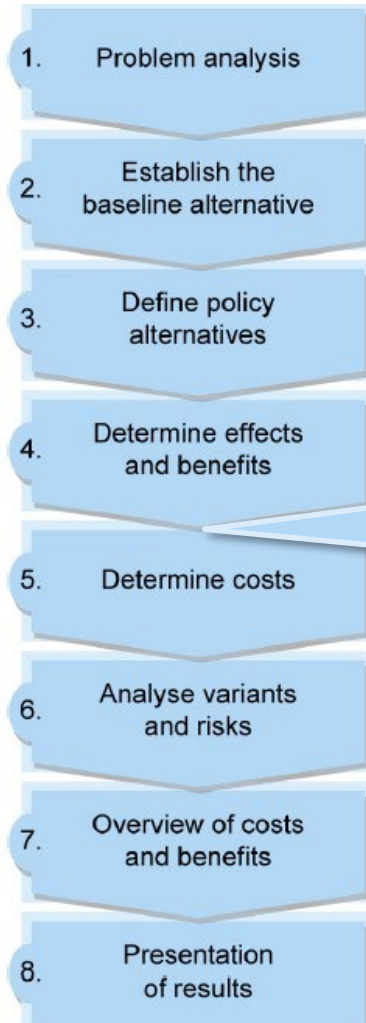 1. Problem analysis
2. Establish the
baseline alternative
3. Define policy
alternatives
4. Determine effects
and benefits
5. Determine costs
6. Analyse variants
and risks
7. Overview of costs
and benefits
8. Presentation
of results